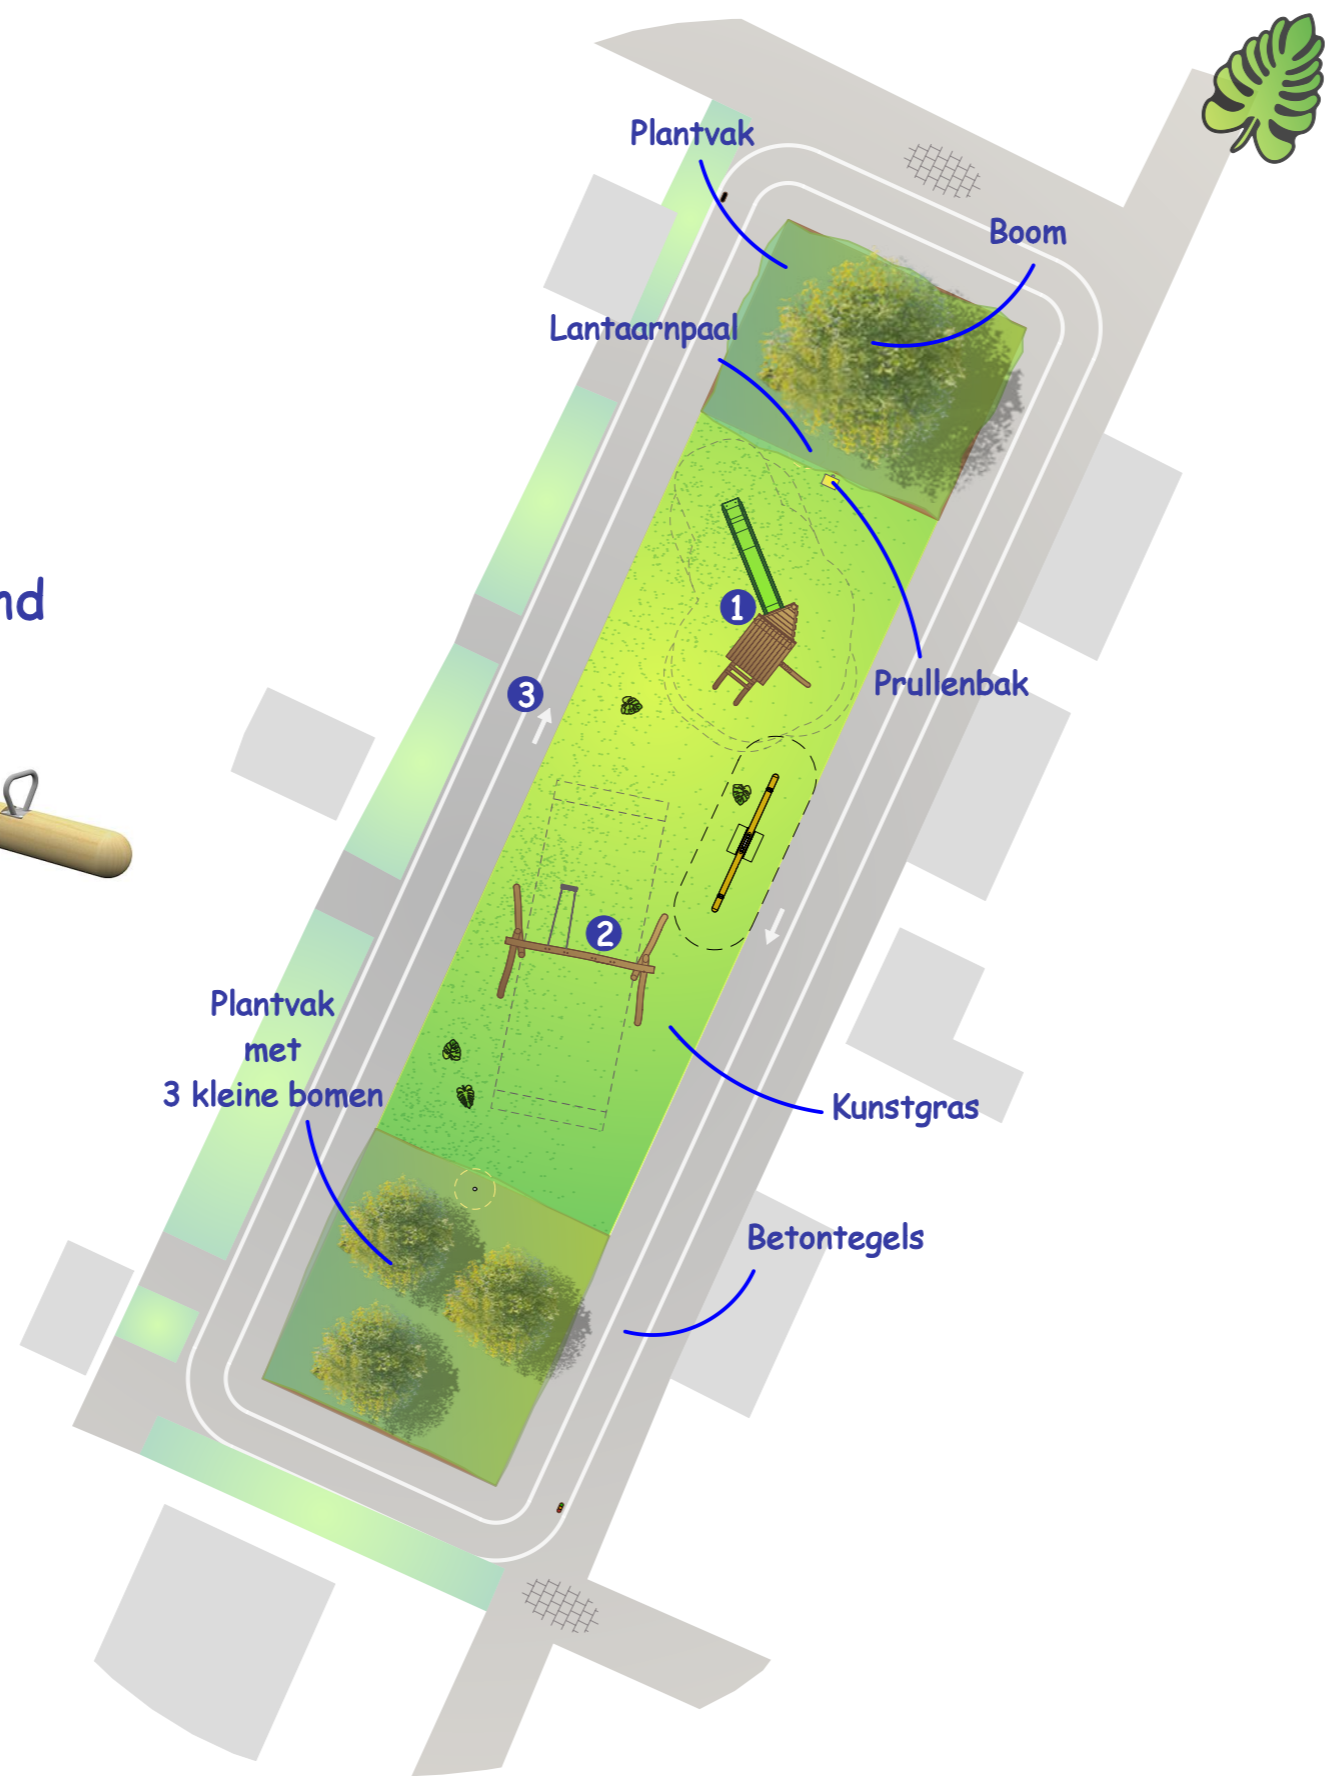 Plantvak
Boom
Lantaarnpaal
nd
1
Prullenbak
3
2
Plantvak
met
3 kleine bomen
Kunstgras
Betontegels